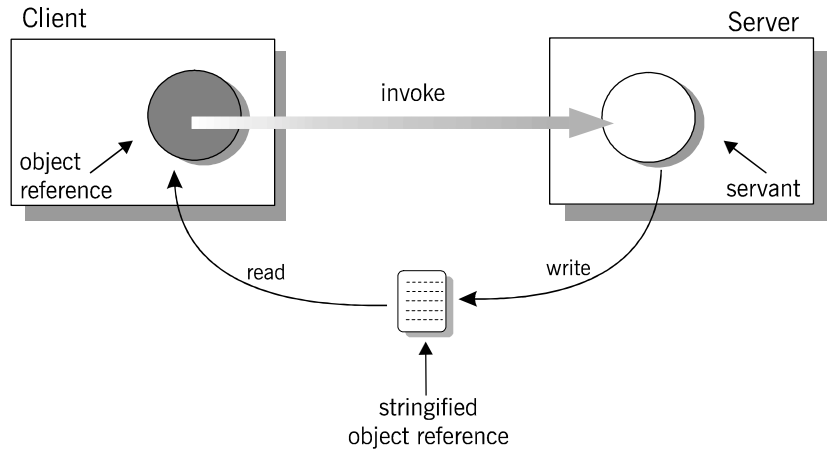 Client
Server
invoke
object
reference
servant
read
write
stringified
object reference